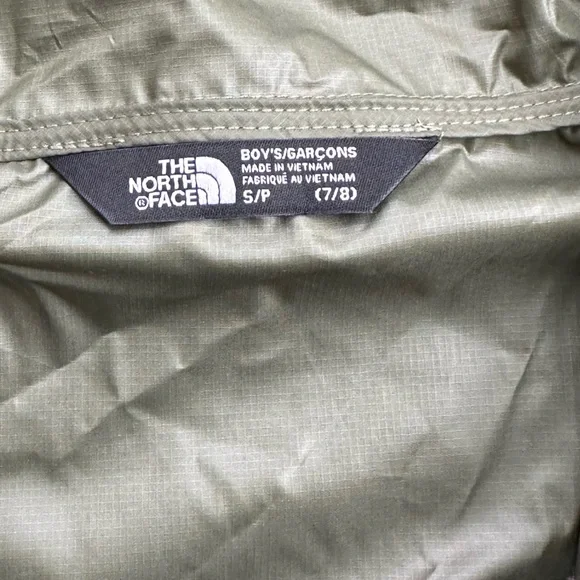 THE
NORTH
®FACE
BOY'S/GARÇONS
MADE IN VIETNAM
FABRIQUÉ AU VIETNAM
S/P (7/8)